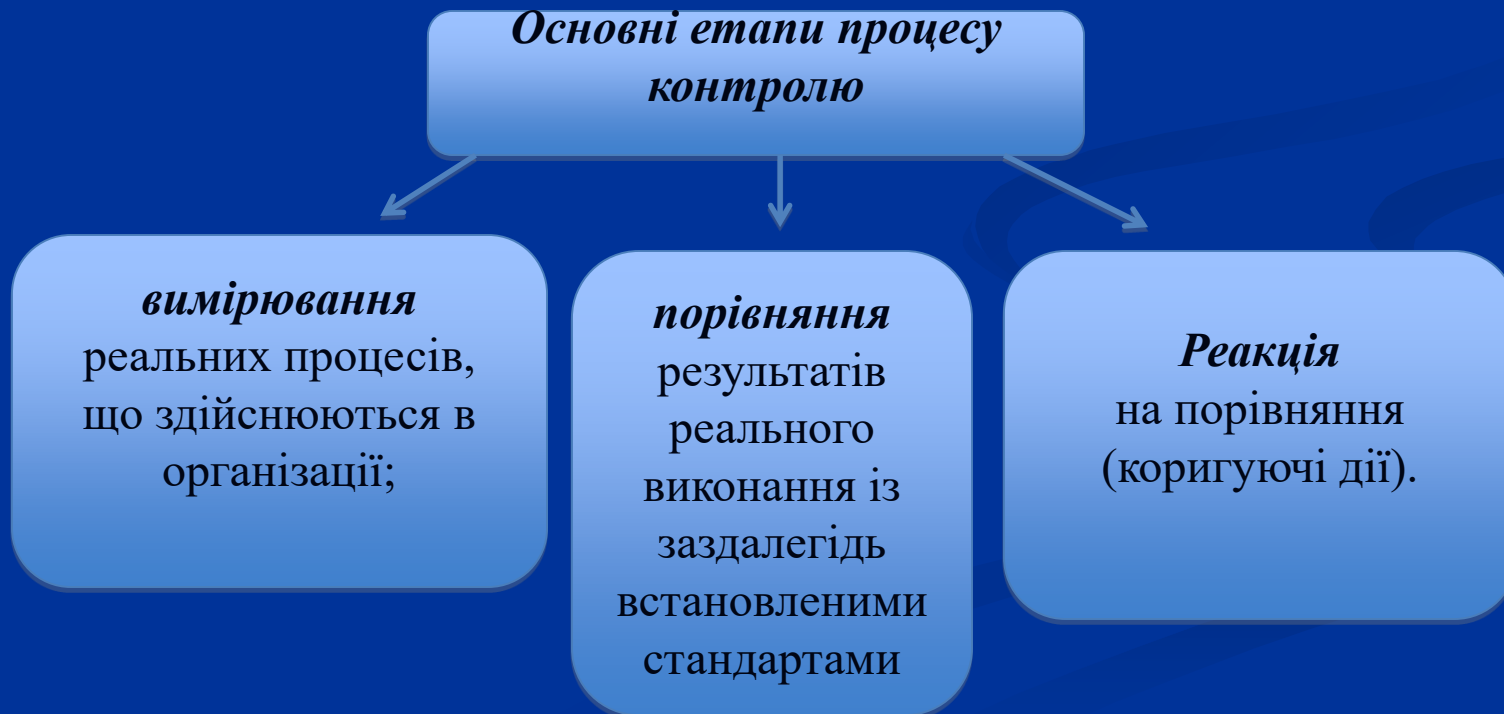 Основні етапи процесу
контролю
вимірювання
реальних процесів,
що здійснюються в
організації;
порівняння
результатів
реального
виконання із
заздалегідь
встановленими
стандартами
Реакція
на порівняння
(коригуючі дії).